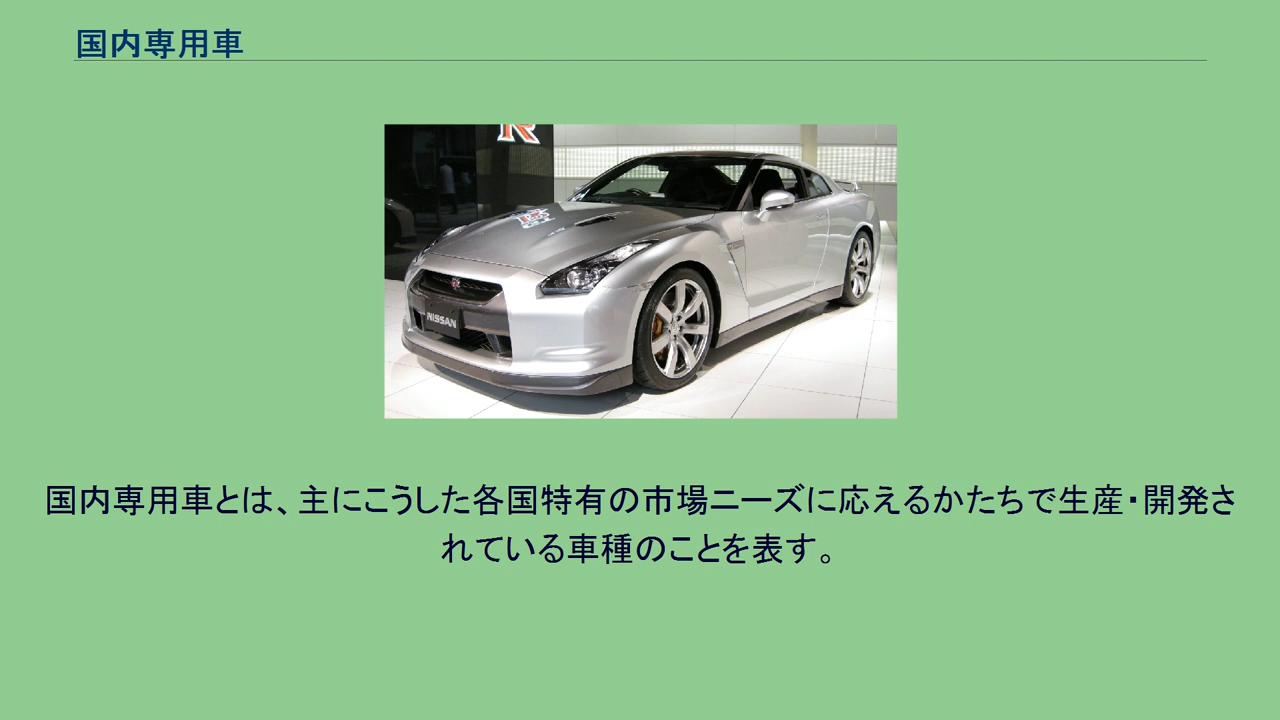 国内専用車
R
NISSAN
国内専用車とは、主にこうした各国特有の市場ニーズに応えるかたちで生産・開発さ
れている車種のことを表す。